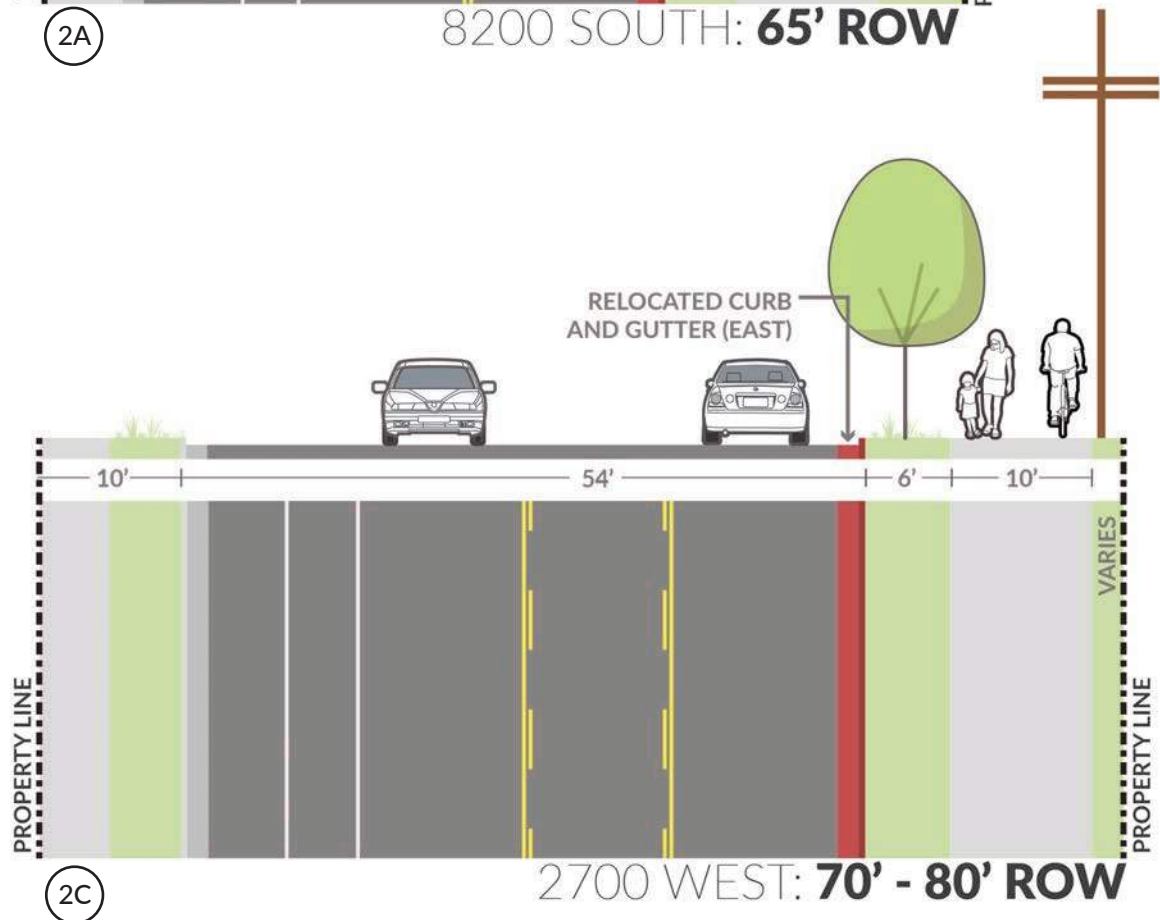 2A
8200 SOUTH: 65’ ROW
RELOCATED CURB
AND GUTTER (EAST)
10’
54’
6’
10’
VARIES
PROPERTY LINE
PROPERTY LINE
2C
2700 WEST: 70’ - 80’ ROW